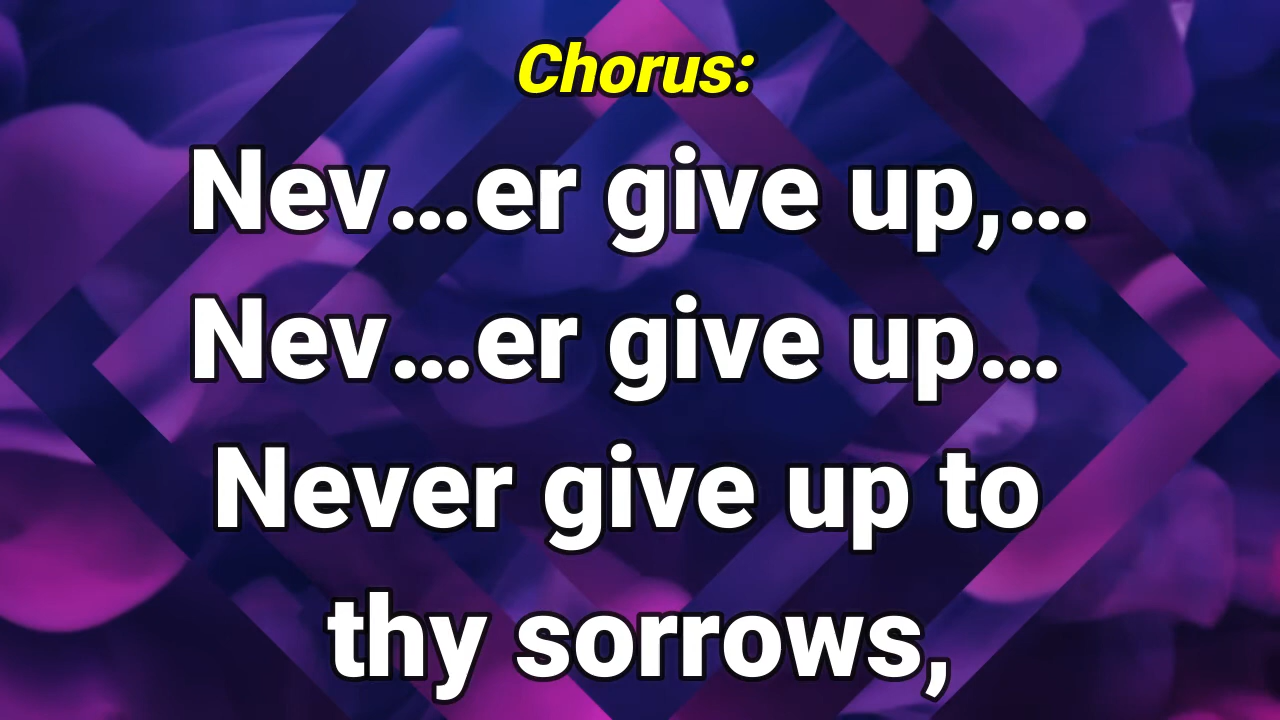 Chorus:
Nev...er give up,...
Nev...er give up...
Never give up to
thy sorrows,